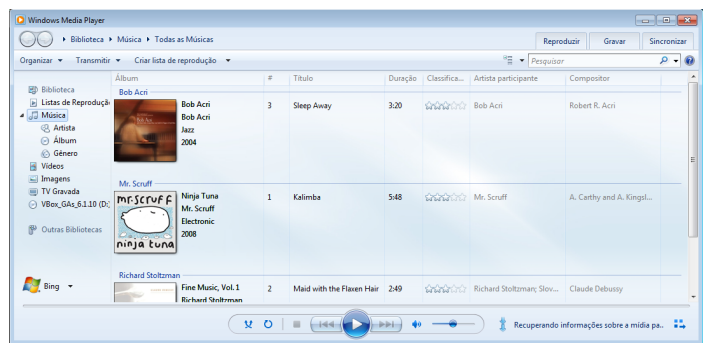 Windows Media Player
Biblioteca Música Todas as Músicas
Reproduzir Gravar Sincronizar
Organizar Transmitir Criar lista de reprodução Pesquisar
Álbum # Título Duração Classifica... Artista participante Compositor
Biblioteca
Listas de Reproduçã
Música
Artista
Álbum
Gênero
Vídeos
Imagens
TV Gravada
VBox_GAs_6.1.10 (D:)
Outras Bibliotecas
Bing
Bob Acri
Bob Acri 3 Sleep Away 3:20 Bob Acri Robert R. Acri
Bob Acri
Jazz
2004
Mr. Scruff
mr.scruff
ninja tuna
Ninja Tuna 1 Kalimba 5:48 Mr. Scruff A. Carthy and A. Kingsl...
Mr. Scruff
Electronic
2008
Richard Stoltzman
Fine Music, Vol. 1 2 Maid with the Flaxen Hair 2:49 Richard Stoltzman; Slov... Claude Debussy
Richard Stoltzman
Recuperando informações sobre a mídia pa..